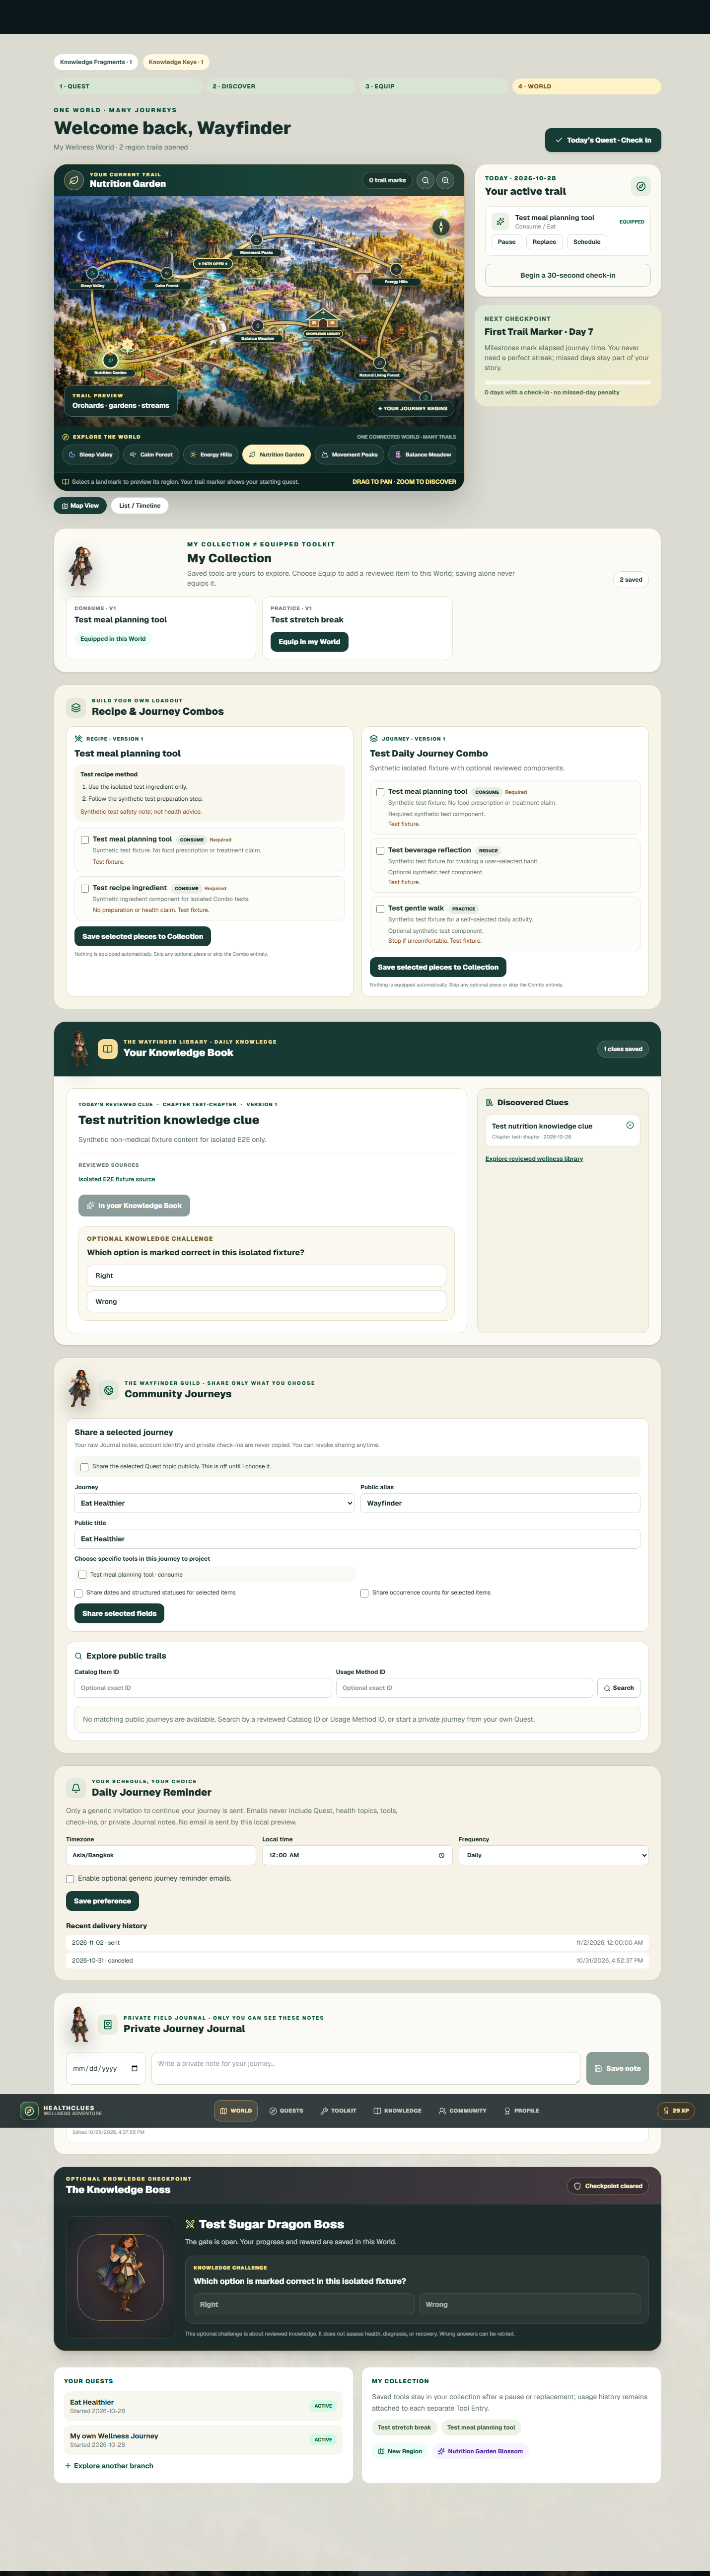 Knowledge Fragments · 1
Knowledge Keys · 1
1 · QUEST
2 · DISCOVER
3 · EQUIP
4 · WORLD
ONE WORLD · MANY JOURNEYS
Welcome back, Wayfinder
My Wellness World · 2 region trails opened
Today's Quest · Check In
YOUR CURRENT TRAIL
Nutrition Garden
0 trail marks
Movement Peaks
PATH OPEN
Sleep Valley
Calm Forest
Energy Hills
KNOWLEDGE LIBRARY
Balance Meadow
Nutrition Garden
Natural Living Forest
TRAIL PREVIEW
Orchards · gardens · streams
YOUR JOURNEY BEGINS
EXPLORE THE WORLD
ONE CONNECTED WORLD · MANY TRAILS
Sleep Valley
Calm Forest
Energy Hills
Nutrition Garden
Movement Peaks
Balance Meadow
Select a landmark to preview its region. Your trail marker shows your starting quest.
DRAG TO PAN · ZOOM TO DISCOVER
Map View
List / Timeline
TODAY · 2026-10-28
Your active trail
Test meal planning tool
Consume / Eat
EQUIPPED
Pause
Replace
Schedule
Begin a 30-second check-in
NEXT CHECKPOINT
First Trail Marker · Day 7
Milestones mark elapsed journey time. You never
need a perfect streak; missed days stay part of your
story.
0 days with a check-in · no missed-day penalty
MY COLLECTION ≠ EQUIPPED TOOLKIT
My Collection
Saved tools are yours to explore. Choose Equip to add a reviewed item to this World; saving alone never
equips it.
2 saved
CONSUME · V1
Test meal planning tool
Equipped in this World
PRACTICE · V1
Test stretch break
Equip in my World
BUILD YOUR OWN LOADOUT
Recipe & Journey Combos
RECIPE · VERSION 1
Test meal planning tool
Test recipe method
1. Use the isolated test ingredient only.
2. Follow the synthetic test preparation step.
Synthetic test safety note; not health advice.
Test meal planning tool CONSUME Required
Synthetic test fixture. No food prescription or treatment claim.
Test fixture.
Test recipe ingredient CONSUME Required
Synthetic ingredient component for isolated Combo tests.
No preparation or health claim. Test fixture.
Save selected pieces to Collection
Nothing is equipped automatically. Skip any optional piece or skip the Combo entirely.
JOURNEY · VERSION 1
Test Daily Journey Combo
Synthetic isolated fixture with optional reviewed components.
Test meal planning tool CONSUME Required
Synthetic test fixture. No food prescription or treatment claim.
Required synthetic test component.
Test fixture.
Test beverage reflection REDUCE
Synthetic test fixture for tracking a user-selected habit.
Optional synthetic test component.
Test fixture.
Test gentle walk PRACTICE
Synthetic test fixture for a self-selected daily activity.
Optional synthetic test component.
Stop if uncomfortable. Test fixture.
Save selected pieces to Collection
Nothing is equipped automatically. Skip any optional piece or skip the Combo entirely.
THE WAYFINDER LIBRARY · DAILY KNOWLEDGE
Your Knowledge Book
1 clues saved
TODAY'S REVIEWED CLUE · CHAPTER TEST-CHAPTER · VERSION 1
Test nutrition knowledge clue
Synthetic non-medical fixture content for isolated E2E only.
REVIEWED SOURCES
Isolated E2E fixture source
In your Knowledge Book
OPTIONAL KNOWLEDGE CHALLENGE
Which option is marked correct in this isolated fixture?
Right
Wrong
Discovered Clues
Test nutrition knowledge clue
Chapter test-chapter · 2026-10-28
Explore reviewed wellness library
THE WAYFINDER GUILD · SHARE ONLY WHAT YOU CHOOSE
Community Journeys
Share a selected journey
Your raw Journal notes, account identity and private check-ins are never copied. You can revoke sharing anytime.
Share the selected Quest topic publicly. This is off until I choose it.
Journey
Public alias
Eat Healthier
Wayfinder
Public title
Eat Healthier
Choose specific tools in this journey to project
Test meal planning tool · consume
Share dates and structured statuses for selected items
Share occurrence counts for selected items
Share selected fields
Explore public trails
Catalog Item ID
Usage Method ID
Optional exact ID
Optional exact ID
Search
No matching public journeys are available. Search by a reviewed Catalog ID or Usage Method ID, or start a private journey from your own Quest.
YOUR SCHEDULE, YOUR CHOICE
Daily Journey Reminder
Only a generic invitation to continue your journey is sent. Emails never include Quest, health topics, tools,
check-ins, or private Journal notes. No email is sent by this local preview.
Timezone
Local time
Frequency
Asia/Bangkok
12:00 AM
Daily
Enable optional generic journey reminder emails.
Save preference
Recent delivery history
2026-11-02 · sent
11/2/2026, 12:00:00 AM
2026-10-31 · canceled
10/31/2026, 4:52:37 PM
PRIVATE FIELD JOURNAL · ONLY YOU CAN SEE THESE NOTES
Private Journey Journal
mm/dd/yyyy
Write a private note for your journey...
Save note
HEALTHCLUES
WELLNESS ADVENTURE
WORLD
QUESTS
TOOLKIT
KNOWLEDGE
COMMUNITY
PROFILE
29 XP
Edited 10/28/2026, 4:37:55 PM
OPTIONAL KNOWLEDGE CHECKPOINT
The Knowledge Boss
Checkpoint cleared
Test Sugar Dragon Boss
The gate is open. Your progress and reward are saved in this World.
KNOWLEDGE CHALLENGE
Which option is marked correct in this isolated fixture?
Right
Wrong
This optional challenge is about reviewed knowledge. It does not assess health, diagnosis, or recovery. Wrong answers can be retried.
YOUR QUESTS
Eat Healthier
Started 2026-10-28
ACTIVE
My own Wellness Journey
Started 2026-10-28
ACTIVE
Explore another branch
MY COLLECTION
Saved tools stay in your collection after a pause or replacement; usage history remains
attached to each separate Tool Entry.
Test stretch break
Test meal planning tool
New Region
Nutrition Garden Blossom